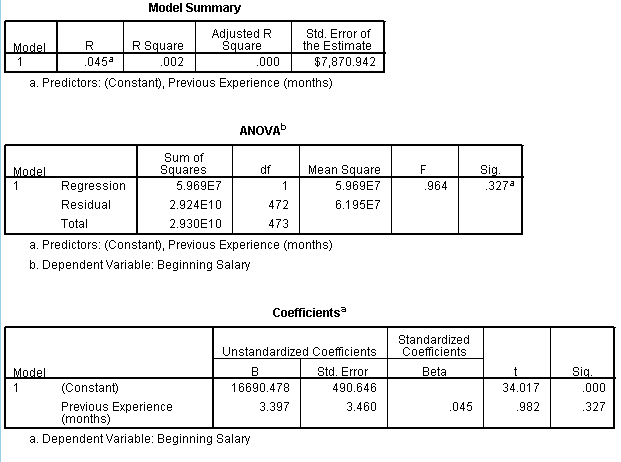 Model Summary
Model R R Square Adjusted R Square Std. Error of the Estimate
1 .045a .002 .000 $7,870.942
a. Predictors: (Constant), Previous Experience (months)
ANOVAb
Model Sum of Squares df Mean Square F Sig.
1 Regression 5.969E7 1 5.969E7 .964 .327a
Residual 2.924E10 472 6.195E7
Total 2.930E10 473
a. Predictors: (Constant), Previous Experience (months)
b. Dependent Variable: Beginning Salary
Coefficientsa
Unstandardized Coefficients Standardized Coefficients
Model B Std. Error Beta t Sig.
1 (Constant) 16690.478 490.646 34.017 .000
Previous Experience (months) 3.397 3.460 .045 .982 .327
a. Dependent Variable: Beginning Salary